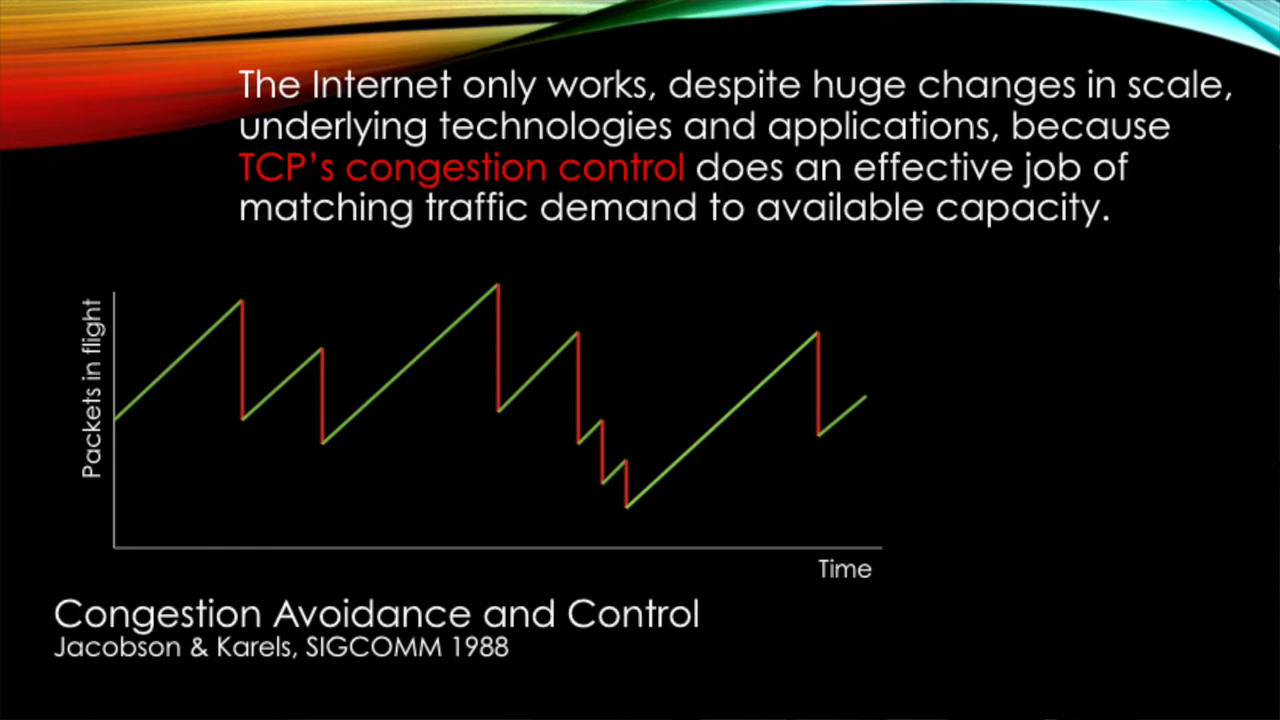 The Internet only works, despite huge changes in scale,
underlying technologies and applications, because
TCP’s congestion control does an effective job of
matching traffic demand to available capacity.
Packets in flight
Time
Congestion Avoidance and Control
Jacobson & Karels, SIGCOMM 1988